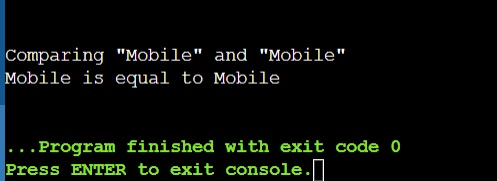 Comparing "Mobile" and "Mobile"
Mobile is equal to Mobile
...Program finished with exit code 0
Press ENTER to exit console.